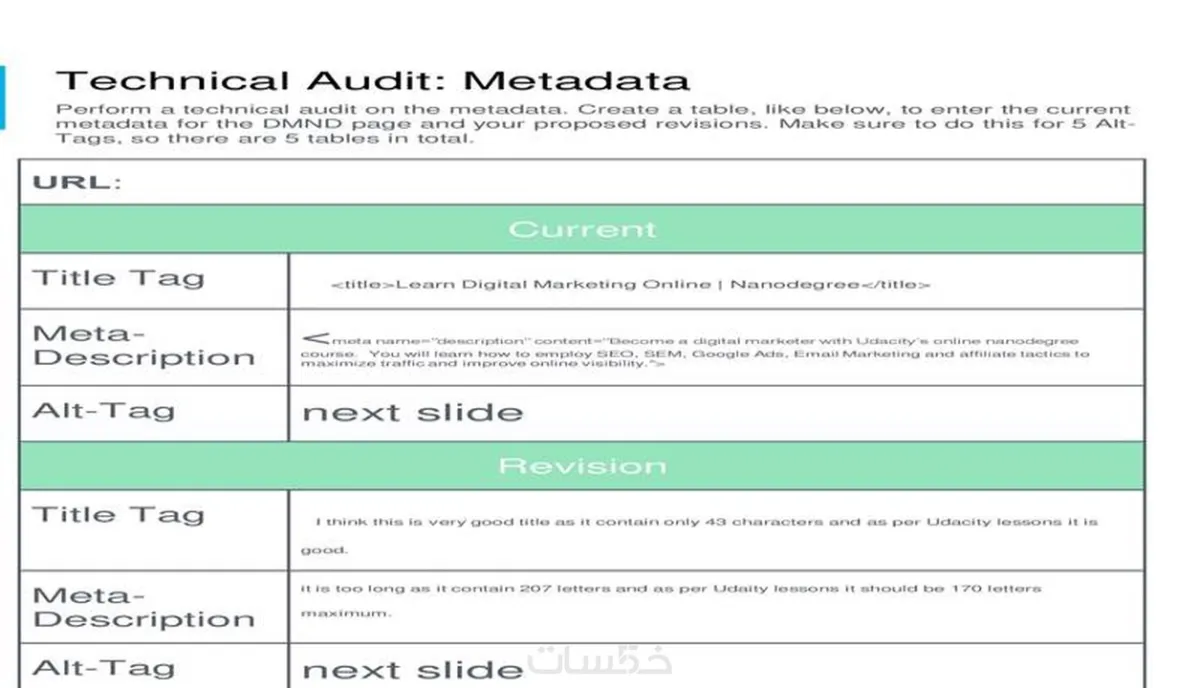 Technical Audit: Metadata
Perform a technical audit on the metadata. Create a table, like below, to enter the current
metadata for the DMND page and your proposed revisions. Make sure to do this for 5 Alt-
Tags, so there are 5 tables in total.
URL:
Current
Title Tag
<title>Learn Digital Marketing Online | Nanodegree</title>
Meta-
Description
<meta name="description" content="Become a digital marketer with Udacity's online nanodegree
course. You will learn how to employ SEO, SEM, Google Ads, Email Marketing and affiliate tactics to
maximize traffic and improve online visibility.">
Alt-Tag
next slide
Revision
Title Tag
I think this is very good title as it contain only 43 characters and as per Udacity lessons it is
good.
Meta-
Description
It is too long as it contain 207 letters and as per Udaity lessons it should be 170 letters
maximum.
Alt-Tag
next slide
خمسات